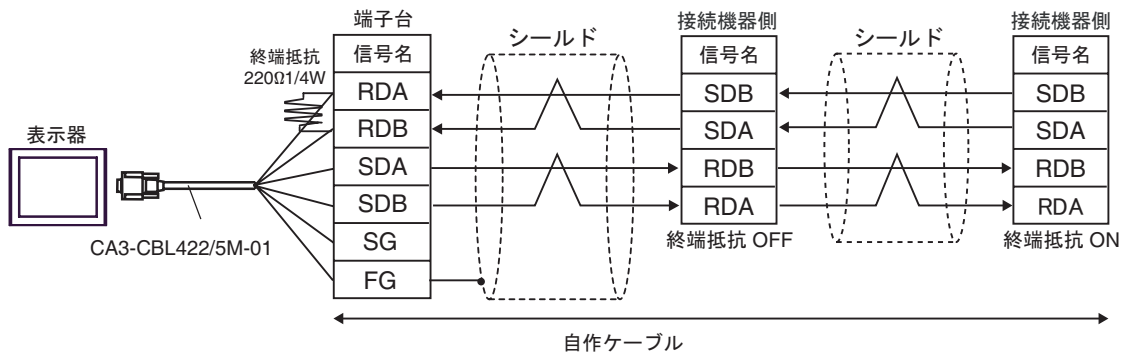 表示器
CA3-CBL422/5M-01
終端抵抗
220Ω1/4W
端子台
信号名
RDA
RDB
SDA
SDB
SG
FG
シールド
接続機器側
信号名
SDB
SDA
RDB
RDA
終端抵抗 OFF
シールド
接続機器側
信号名
SDB
SDA
RDB
RDA
終端抵抗 ON
自作ケーブル